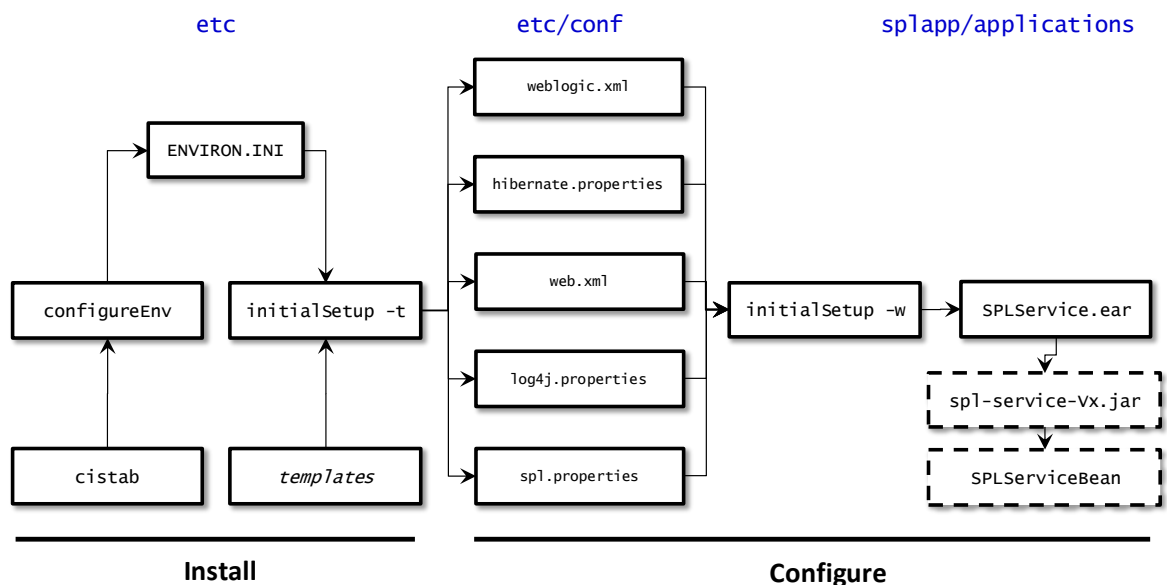 etc
etc/conf
splapp/applications
weblogic.xml
ENVIRON.INI
hibernate.properties
configureEnv
initialSetup –t
web.xml
initialSetup –w
SPLService.ear
log4j.properties
spl-service-Vx.jar
cistab
templates
spl.properties
SPLServiceBean
Install
Configure